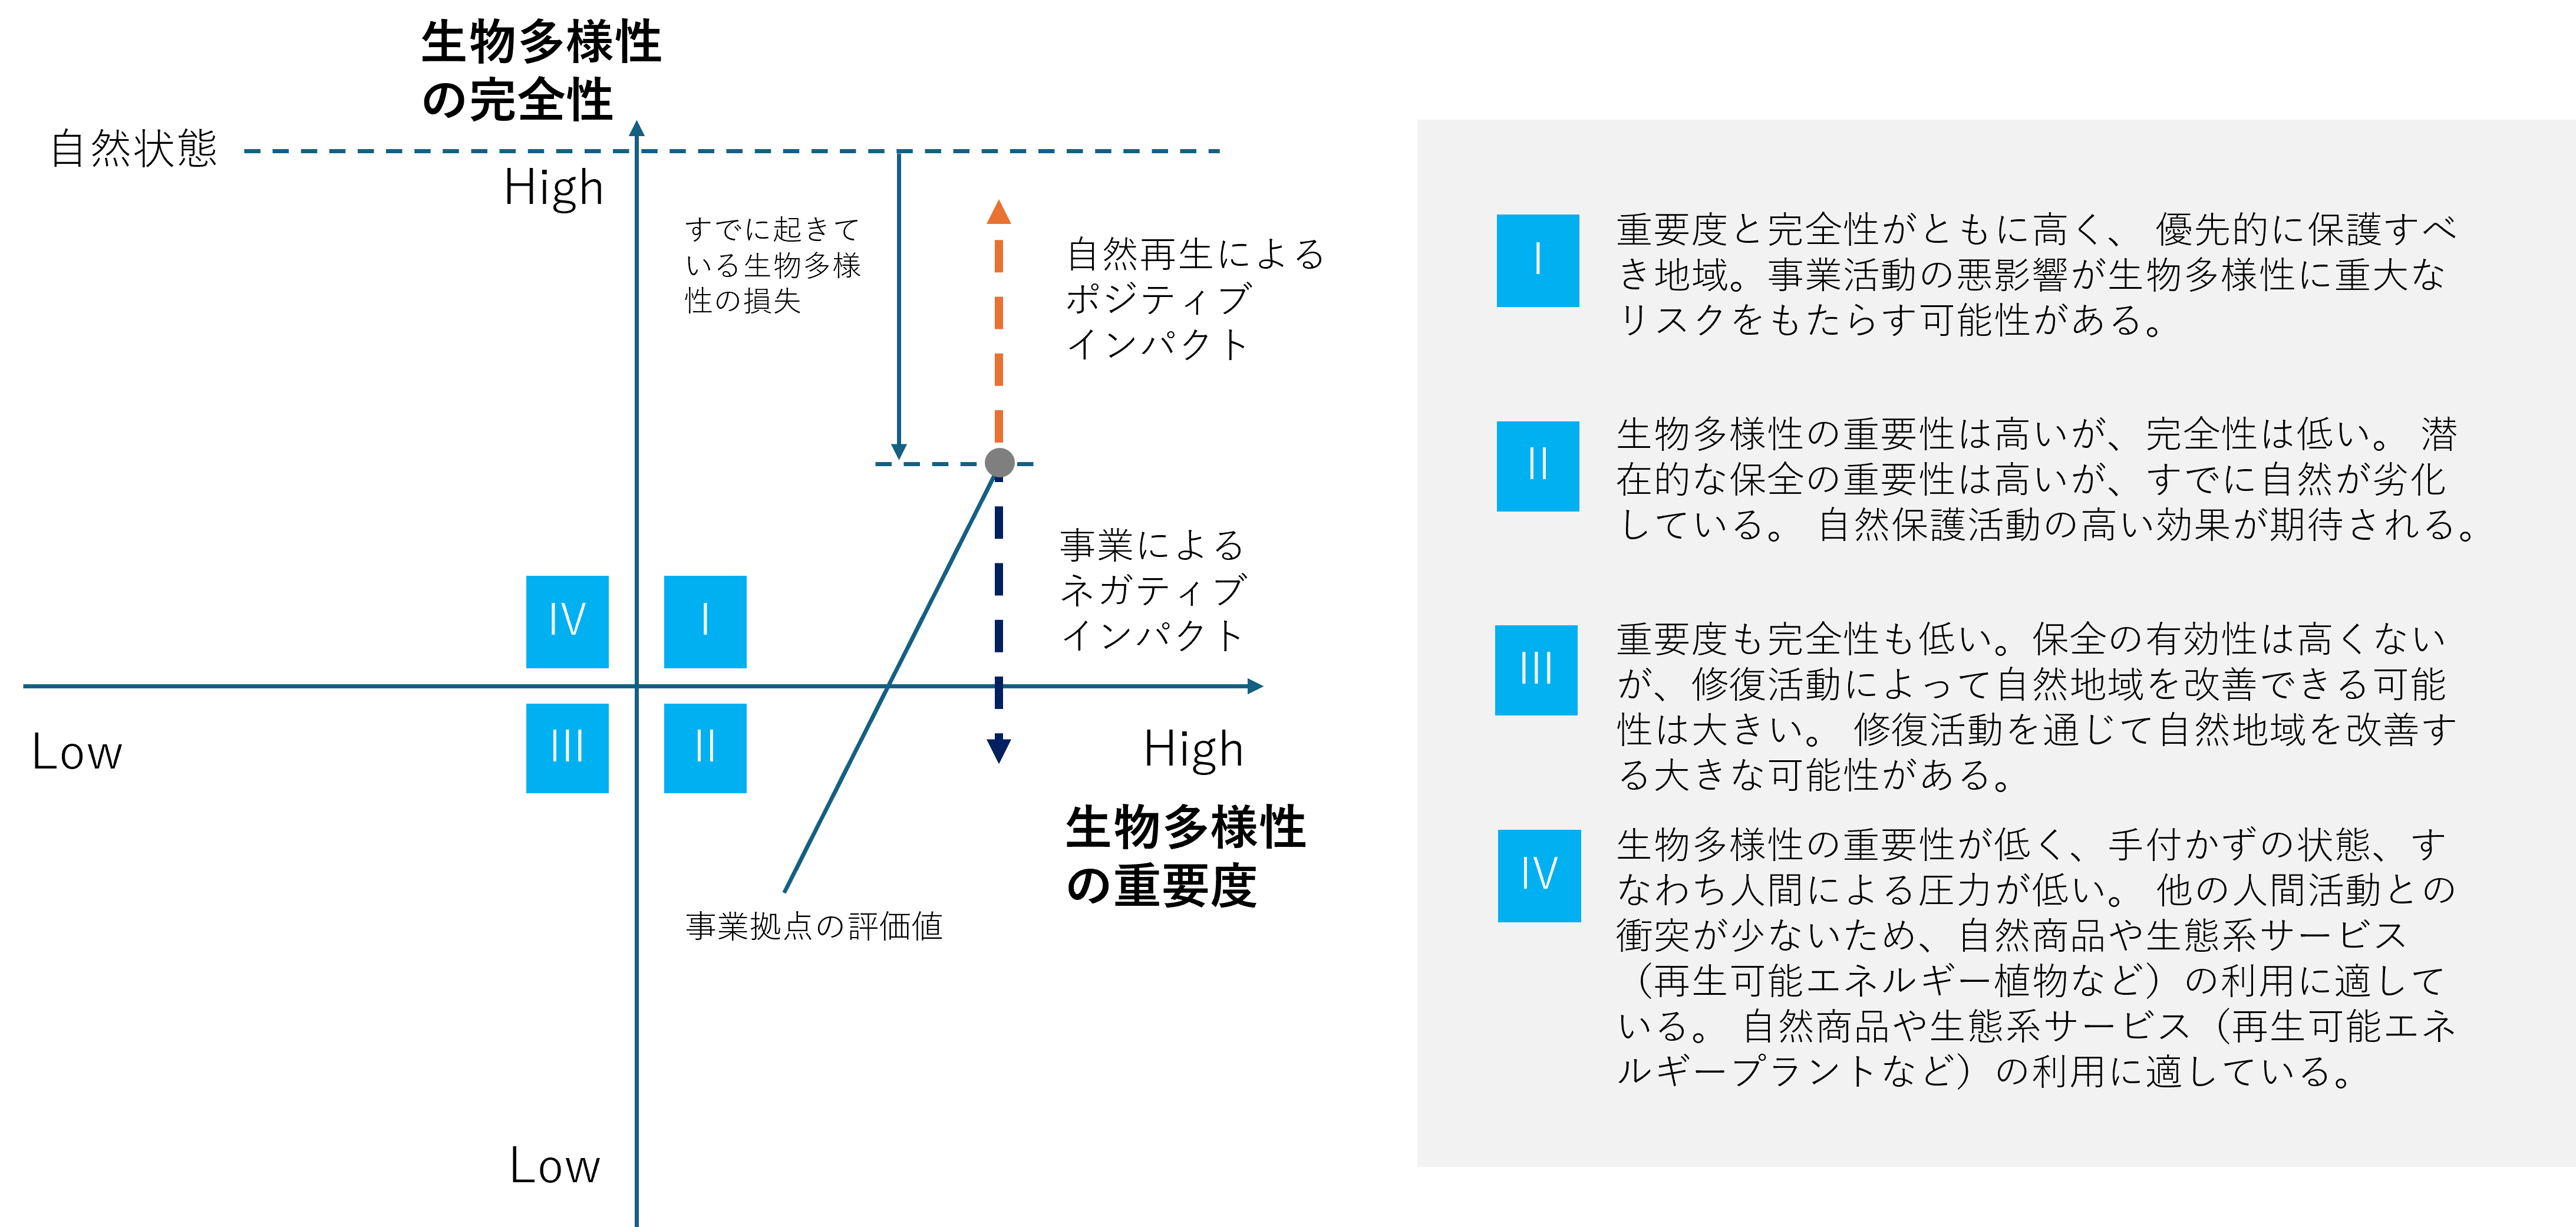 生物多様性
の完全性
自然状態
High
すでに起きて
いる生物多様
性の損失
自然再生による
ポジティブ
インパクト
事業による
ネガティブ
インパクト
IV
I
III
II
Low
High
生物多様性
の重要度
事業拠点の評価値
Low
I
重要度と完全性がともに高く、 優先的に保護すべ
き地域。事業活動の悪影響が生物多様性に重大な
リスクをもたらす可能性がある。
II
生物多様性の重要性は高いが、完全性は低い。 潜
在的な保全の重要性は高いが、すでに自然が劣化
している。 自然保護活動の高い効果が期待される。
III
重要度も完全性も低い。保全の有効性は高くない
が、修復活動によって自然地域を改善できる可能
性は大きい。 修復活動を通じて自然地域を改善す
る大きな可能性がある。
IV
生物多様性の重要性が低く、手付かずの状態、す
なわち人間による圧力が低い。 他の人間活動との
衝突が少ないため、自然商品や生態系サービス
（再生可能エネルギー植物など）の利用に適して
いる。 自然商品や生態系サービス（再生可能エネ
ルギープラントなど）の利用に適している。